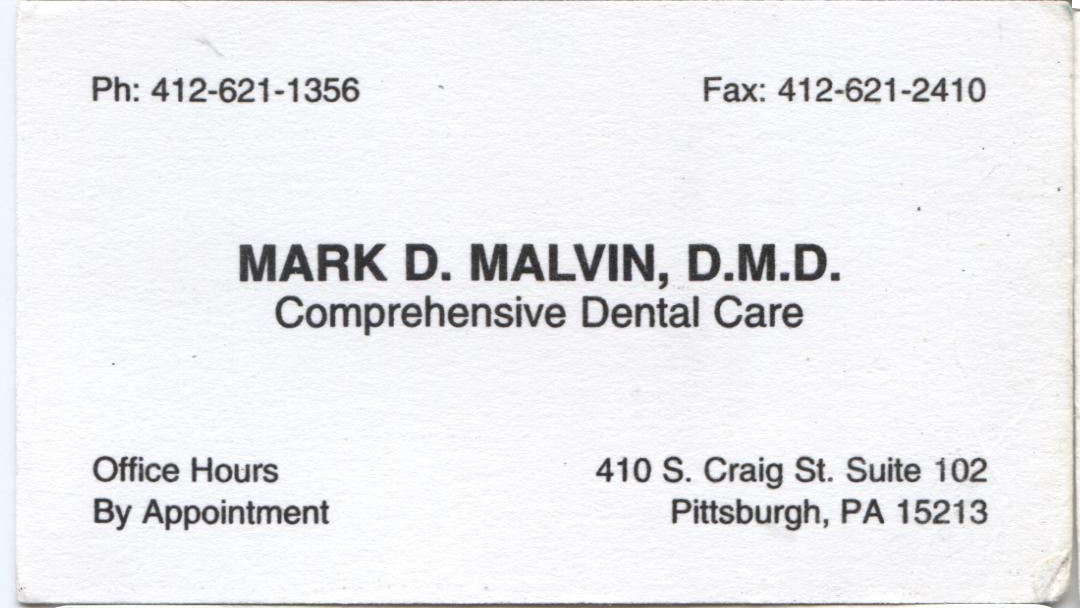 Ph: 412-621-1356
Fax: 412-621-2410
MARK D. MALVIN, D.M.D.
Comprehensive Dental Care
Office Hours
By Appointment
410 S. Craig St. Suite 102
Pittsburgh, PA 15213